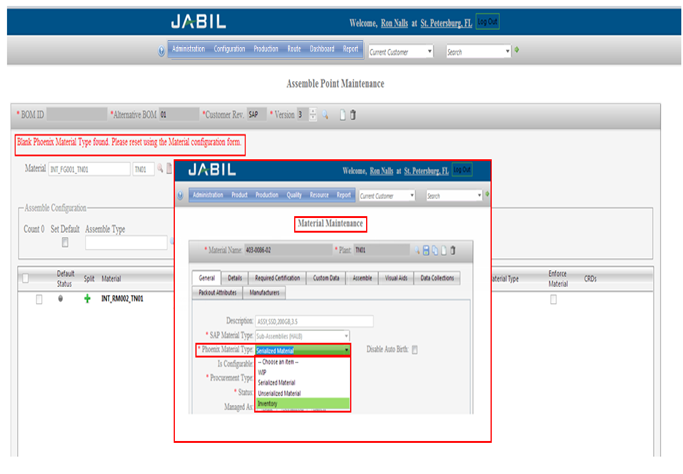 JABIL
Welcome, Ron Nalls at St. Petersburg, FL Log Out
Administration Configuration Production Route Dashboard Report Current Customer Search
Assemble Point Maintenance
* BOM ID *Alternative BOM 01 *Customer Rev. SAP * Version 3
Blank Phoenix Material Type found. Please reset using the Material configuration form.
Material INT_FG001_TN01 TN01
Assemble Configuration
Count 0 Set Default Assemble Type
Default Status Split Material
aterial Type Enforce Material CRDs
INT_RM002_TN01
JABIL
Welcome, Ron Nalls at St. Petersburg, FL Log Out
Administration Product Production Quality Resource Report Current Customer Search
Material Maintenance
* Material Name 403-0086-02 * Plant TN01
General Details Required Certification Custom Data Assemble Visual Aids Data Collections
Packout Attributes Manufacturers
Description: ASSY,SSD,200GB,3.5
* SAP Material Type: Sub-Assemblies (HALB)
* Phoenix Material Type: Serialized Material Disable Auto Birth:
Is Configurable: -- Choose an Item --
WIP
* Procurement Type: Serialized Material
* Status: Unserialized Material
Managed As: Inventory